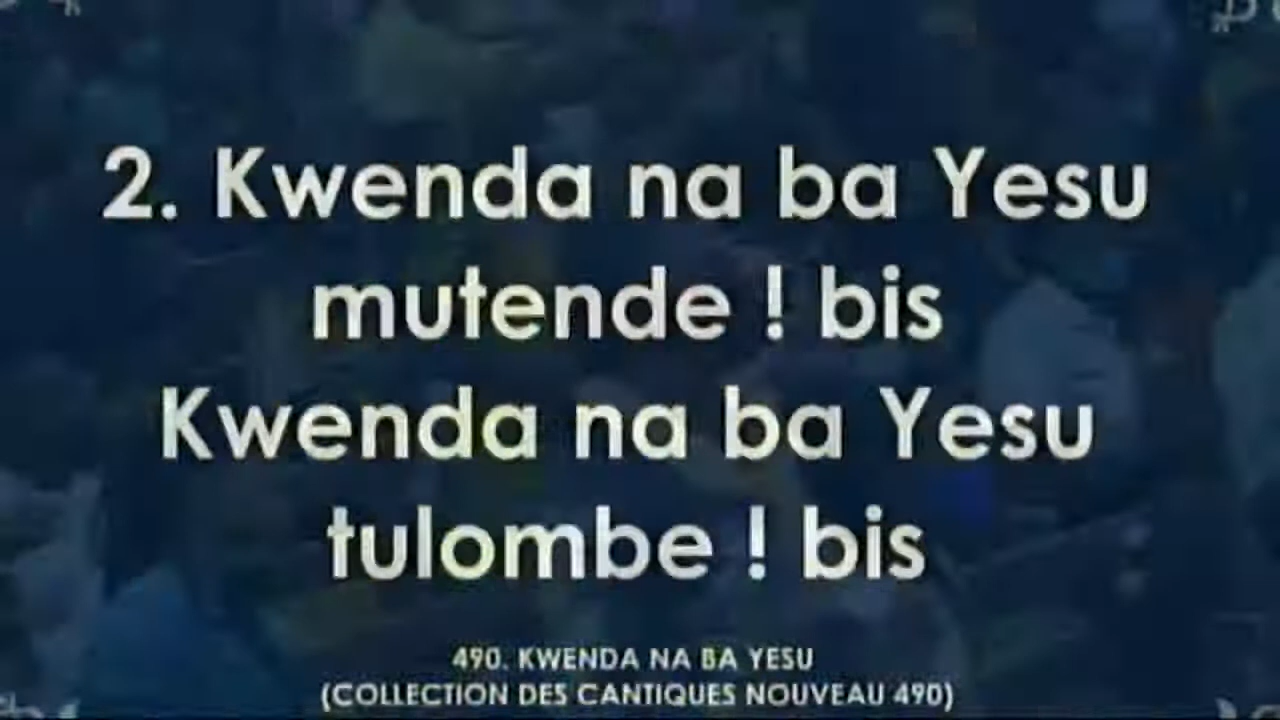 2. Kwenda na ba Yesu
mutende ! bis
Kwenda na ba Yesu
tulombe ! bis
490. KWENDA NA BA YESU
(COLLECTION DES CANTIQUES NOUVEAU 490)